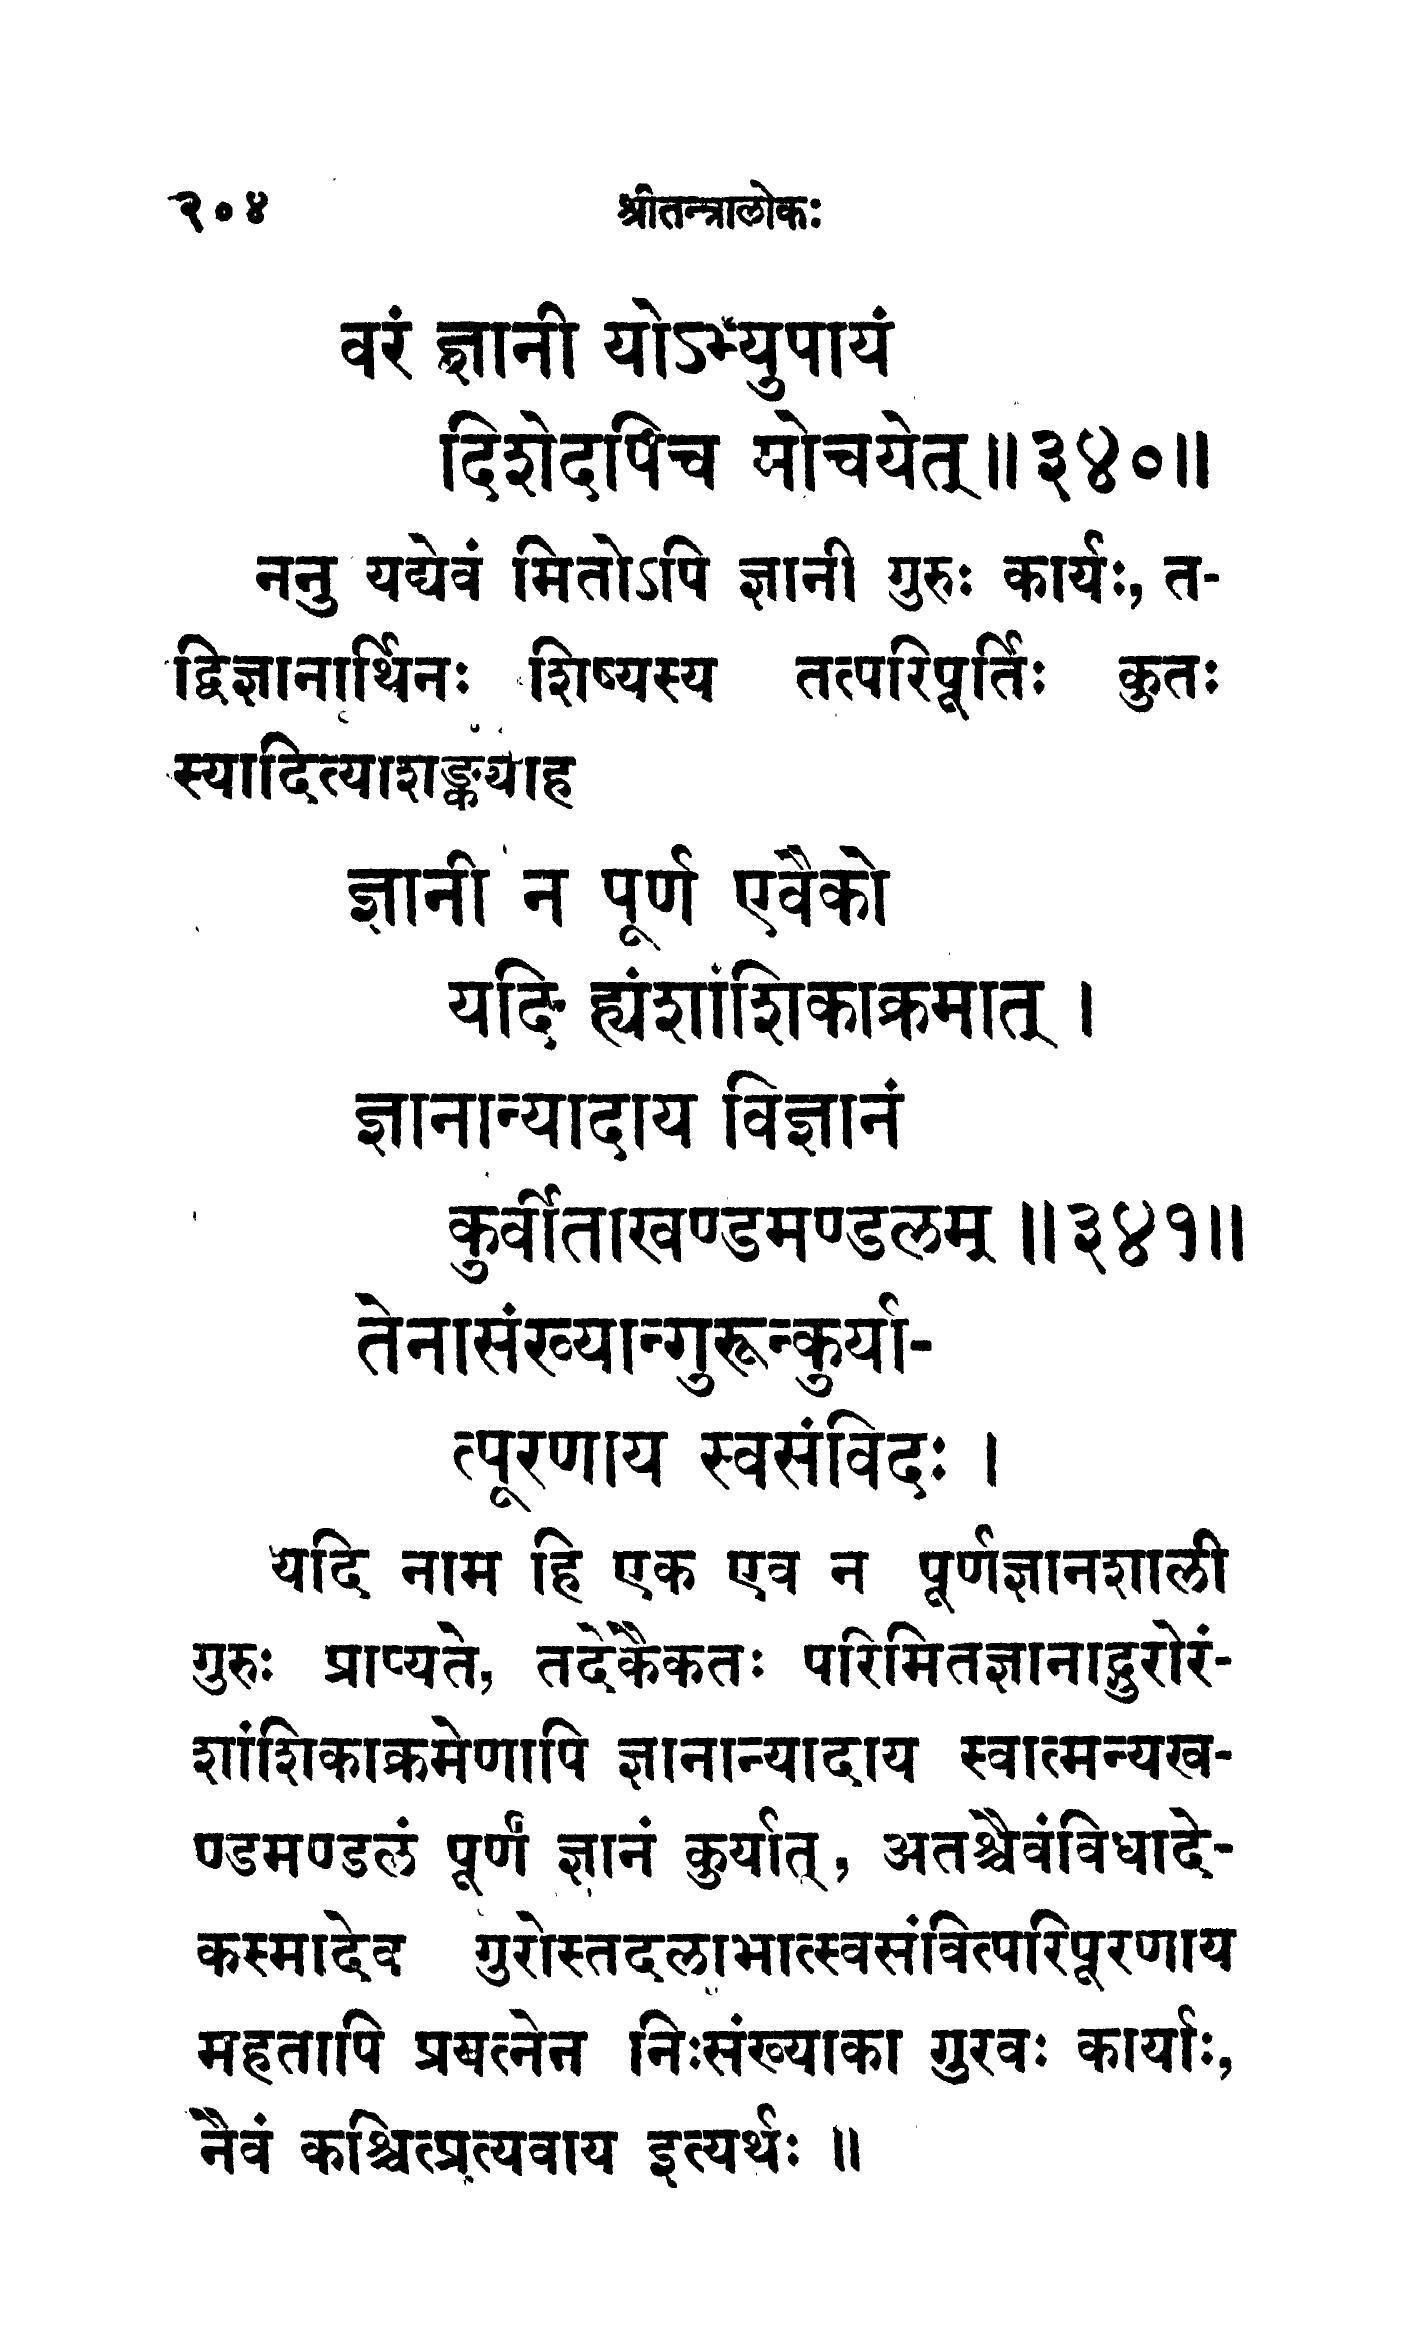 २०४ श्रीतन्त्रालोकः
वरं ज्ञानी योऽभ्युपायं
दिशेदपिच मोचयेत् ॥ ३४० ॥
ननु यद्येवं मितोऽपि ज्ञानी गुरुः कार्यः, त-
द्विज्ञानार्थिनः शिष्यस्य तत्परिपूर्तिः कुतः
स्यादित्याशङ्क्याह
ज्ञानी न पूर्ण एवैको
यदि ह्यंशांशिकाक्रमात् ।
ज्ञानान्यादाय विज्ञानं
कुर्वीताखण्डमण्डलम् ॥ ३४१ ॥
तेनासंख्यान्गुरून्कुर्या-
त्पूरणाय स्वसंविदः ।
यदि नाम हि एक एव न पूर्णज्ञानशाली
गुरुः प्राप्यते, तदेकैकतः परिमितज्ञानाद्गुरोरं-
शांशिकाक्रमेणापि ज्ञानान्यादाय स्वात्मन्यख-
ण्डमण्डलं पूर्णं ज्ञानं कुर्यात्, अतश्चैवंविधादे-
कस्मादेव गुरोस्तदलाभात्स्वसंवित्परिपूरणाय
महतापि प्रयत्नेन निःसंख्याका गुरवः कार्याः,
नैवं कश्चित्प्रत्यवाय इत्यर्थः ॥